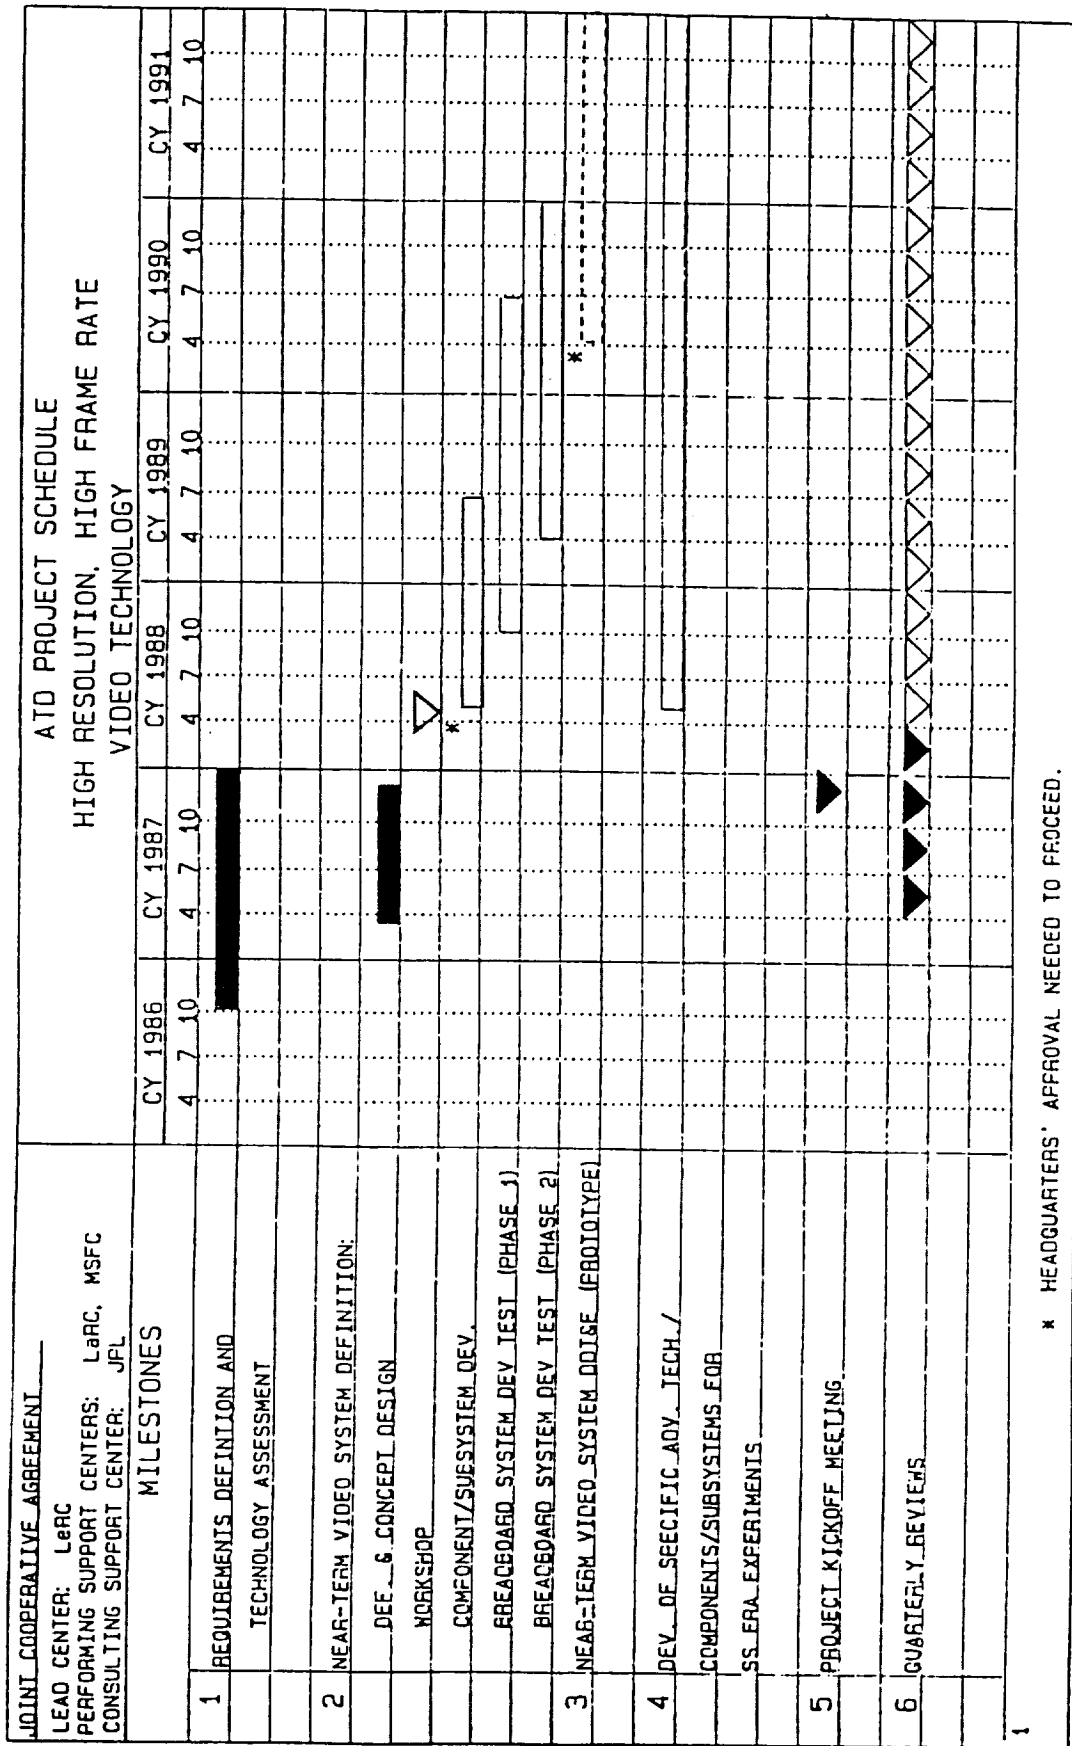 JOINT COOPERATIVE AGREEMENT
LEAD CENTER: LeRC
PERFORMING SUPPORT CENTERS: LaRC, MSFC
CONSULTING SUPPORT CENTER: JPL
ATD PROJECT SCHEDULE
HIGH RESOLUTION, HIGH FRAME RATE
VIDEO TECHNOLOGY
MILESTONES
CY 1986 CY 1987 CY 1988 CY 1989 CY 1990 CY 1991
4 7 10 4 7 10 4 7 10 4 7 10 4 7 10 4 7 10
1 REQUIREMENTS DEFINITION AND
TECHNOLOGY ASSESSMENT
2 NEAR-TERM VIDEO SYSTEM DEFINITION:
DEF. & CONCEPT DESIGN
WORKSHOP
*
COMPONENT/SUBSYSTEM DEV.
BREADBOARD SYSTEM DEV TEST (PHASE 1)
BREADBOARD SYSTEM DEV TEST (PHASE 2)
*
3 NEAR-TERM VIDEO SYSTEM DDT&E (PROTOTYPE)
4 DEV. OF SPECIFIC ADV. TECH./
COMPONENTS/SUBSYSTEMS FOR
SS ERA EXPERIMENTS
5 PROJECT KICKOFF MEETING
6 QUARTERLY REVIEWS
1
* HEADQUARTERS' APPROVAL NEEDED TO PROCEED.